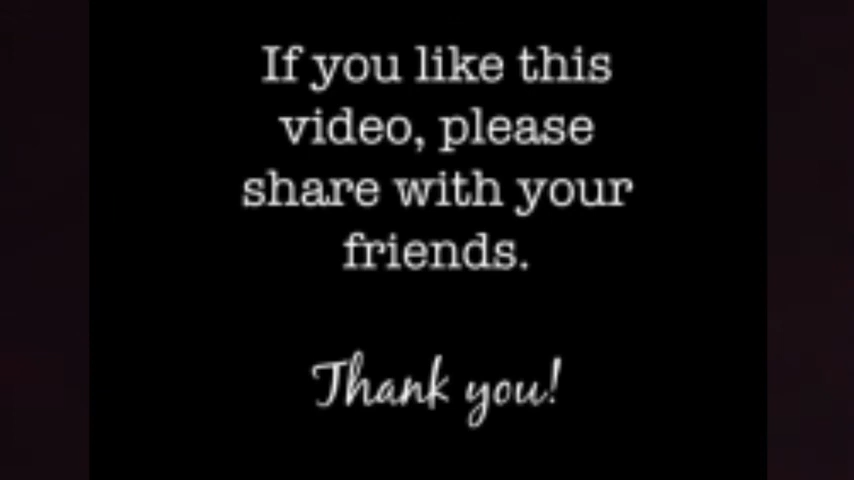 If you like this
video, please
share with your
friends.
Thank you!